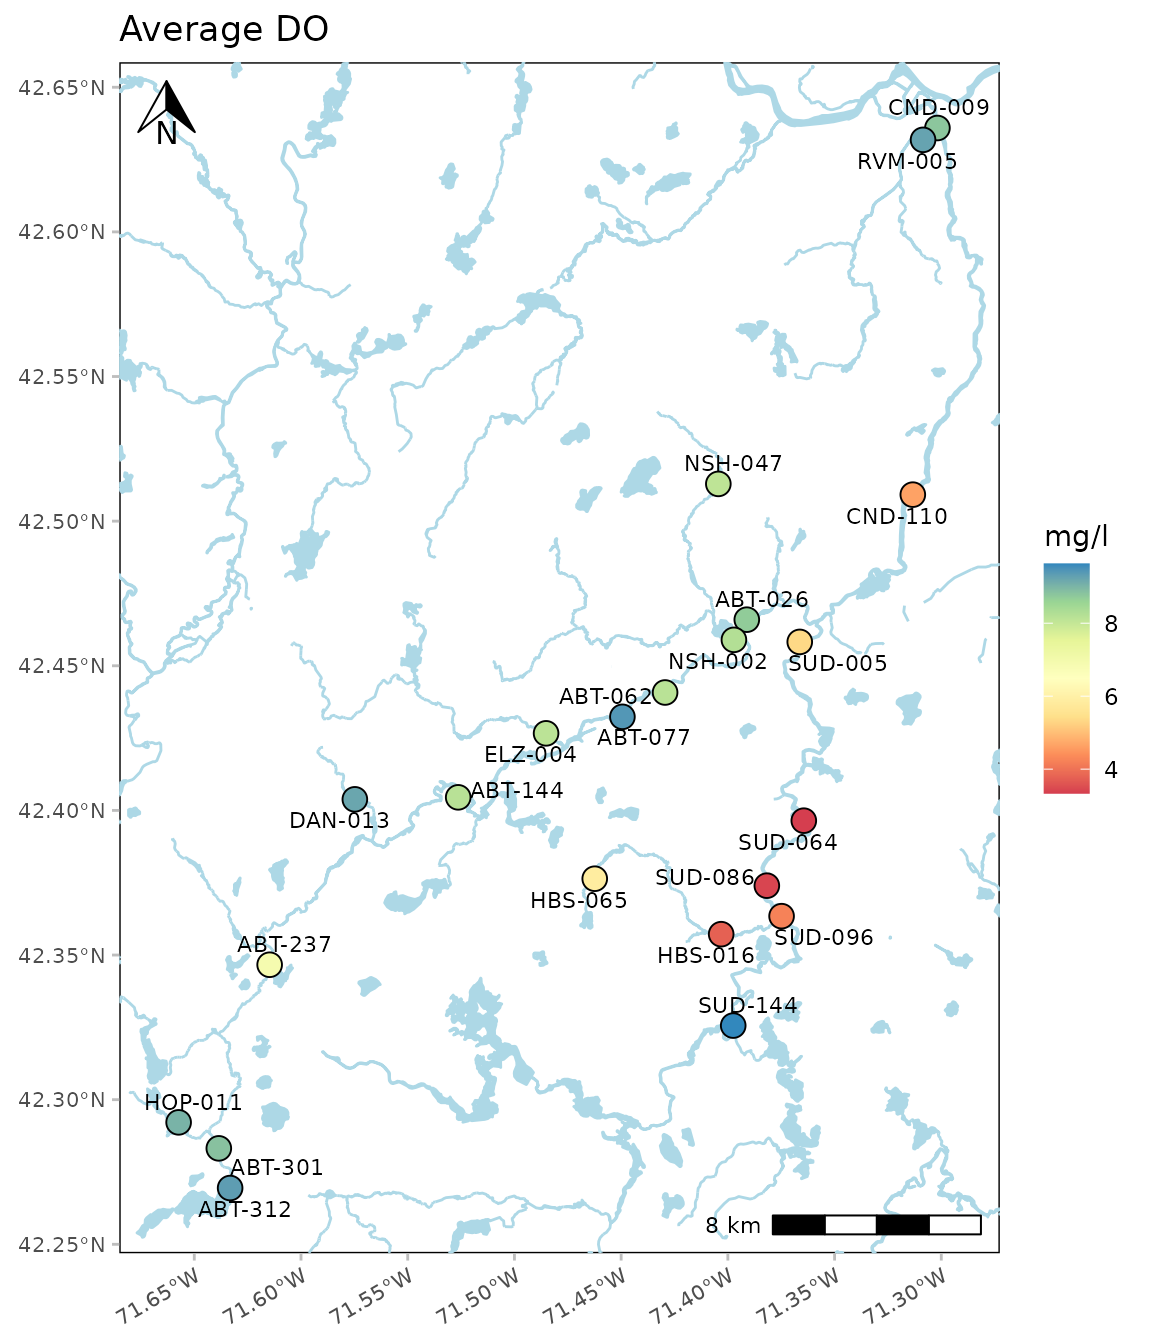 Average DO
42.65°N
N
CND-009
RVM-005
42.60°N
42.55°N
NSH-047
42.50°N
CND-110
mg/l
ABT-026
8
NSH-002
SUD-005
42.45°N
ABT-062
6
ABT-077
ELZ-004
4
ABT-144
42.40°N
DAN-013
SUD-064
SUD-086
HBS-065
SUD-096
ABT-237
42.35°N
HBS-016
SUD-144
42.30°N
HOP-011
ABT-301
ABT-312
8 km
42.25°N
71.65°W
71.60°W
71.55°W
71.50°W
71.45°W
71.40°W
71.35°W
71.30°W